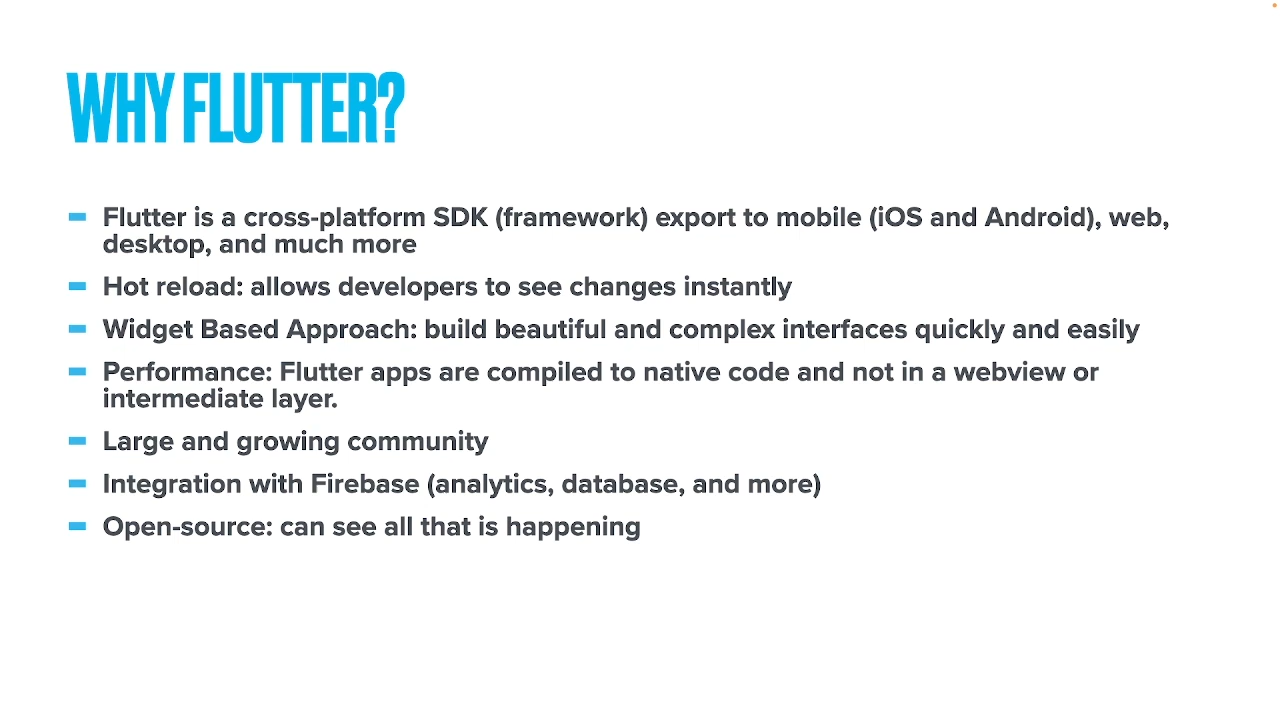 WHY FLUTTER?
Flutter is a cross-platform SDK (framework) export to mobile (iOS and Android), web,
desktop, and much more
Hot reload: allows developers to see changes instantly
Widget Based Approach: build beautiful and complex interfaces quickly and easily
Performance: Flutter apps are compiled to native code and not in a webview or
intermediate layer.
Large and growing community
Integration with Firebase (analytics, database, and more)
Open-source: can see all that is happening